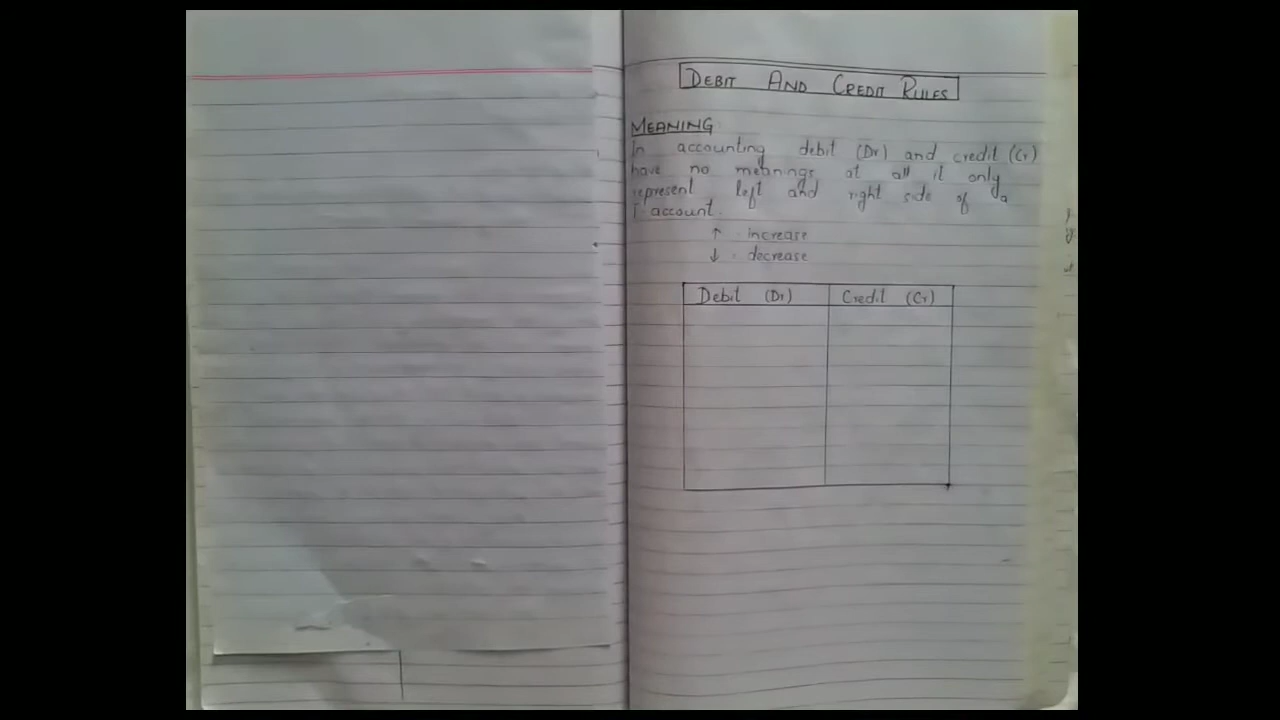 DEBIT AND CREDIT RULES
MEANING:
In accounting debit (Dr) and credit (Cr)
have no meanings at all it only
represent left and right side of a
T account.
↑ : increase
↓ : decrease
Debit (Dr) Credit (Cr)